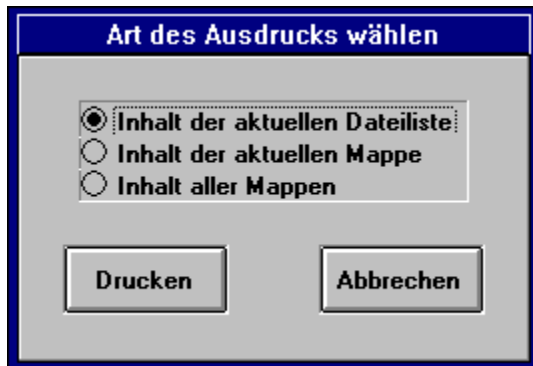 Art des Ausdrucks wählen
Inhalt der aktuellen Dateiliste
Inhalt der aktuellen Mappe
Inhalt aller Mappen
Drucken
Abbrechen